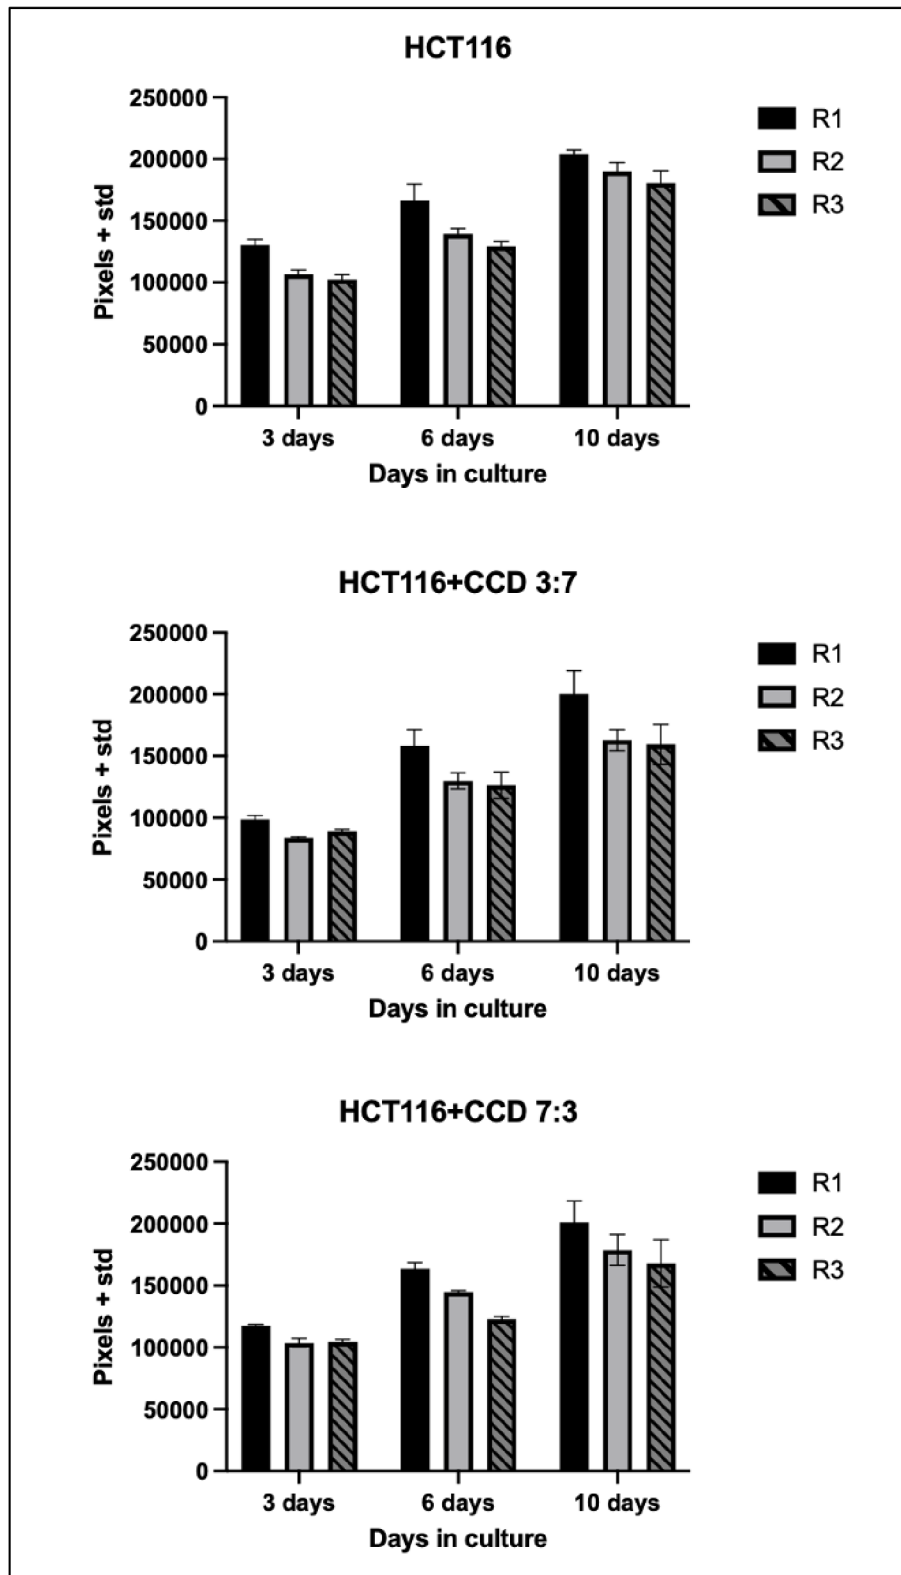 HCT116
250000
200000
150000
100000
50000
0
Pixels + std
3 days 6 days 10 days
Days in culture
R1
R2
R3
HCT116+CCD 3:7
250000
200000
150000
100000
50000
0
Pixels + std
3 days 6 days 10 days
Days in culture
R1
R2
R3
HCT116+CCD 7:3
250000
200000
150000
100000
50000
0
Pixels + std
3 days 6 days 10 days
Days in culture
R1
R2
R3